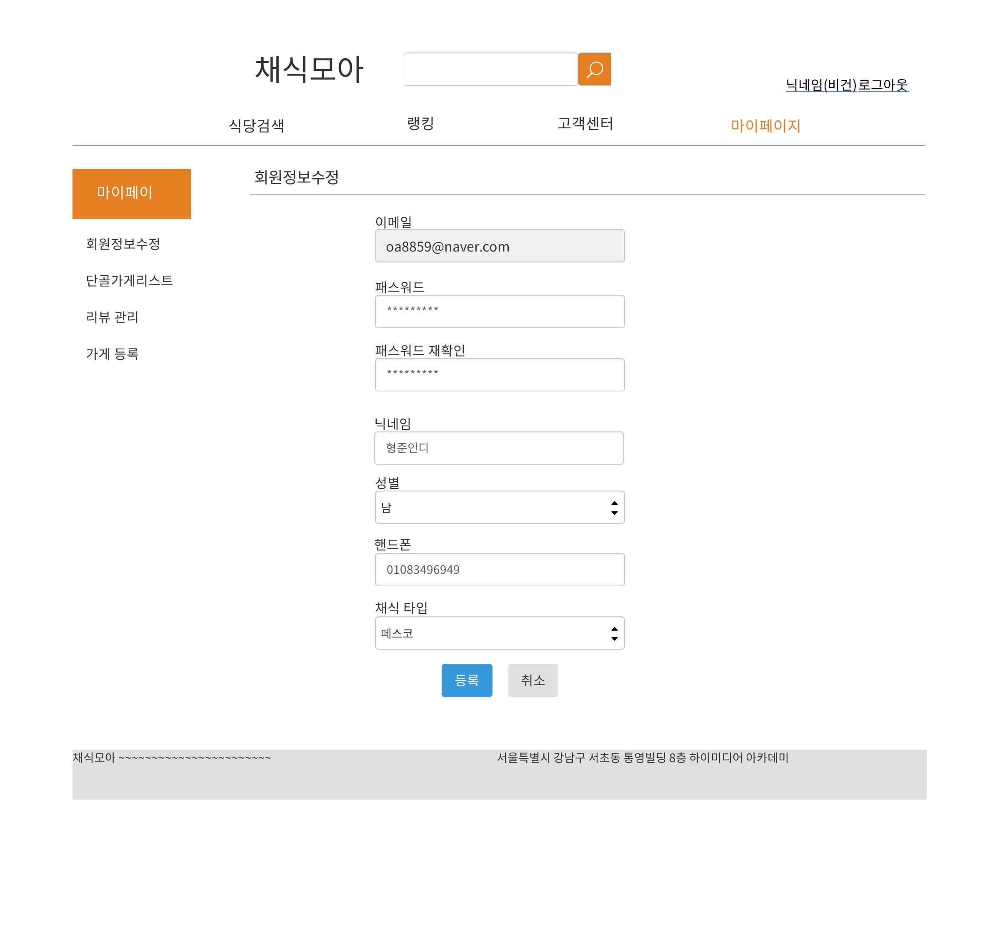 채식모아
닉네임(비건) 로그아웃
식당검색 랭킹 고객센터 마이페이지
마이페이
회원정보수정
단골가게리스트
리뷰 관리
가게 등록
회원정보수정
이메일
oa8859@naver.com
패스워드
*********
패스워드 재확인
*********
닉네임
형준인디
성별
남
핸드폰
01083496949
채식 타입
페스코
등록 취소
채식모아 ~~~~~~~~~~~~~~~~~~~~~~~ 서울특별시 강남구 서초동 통영빌딩 8층 하이미디어 아카데미